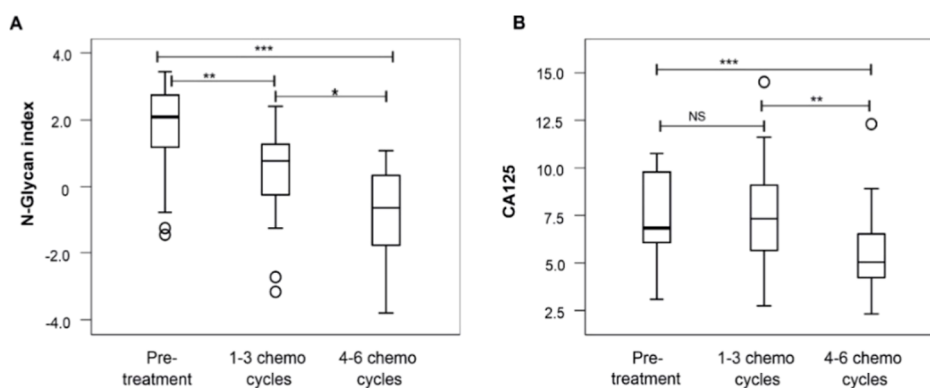 A
B
***
**
*
4.0
2.0
0
-2.0
-4.0
N-Glycan index
Pre-
treatment
1-3 chemo
cycles
4-6 chemo
cycles
***
**
NS
15.0
12.5
10.0
7.5
5.0
2.5
CA125
Pre-
treatment
1-3 chemo
cycles
4-6 chemo
cycles